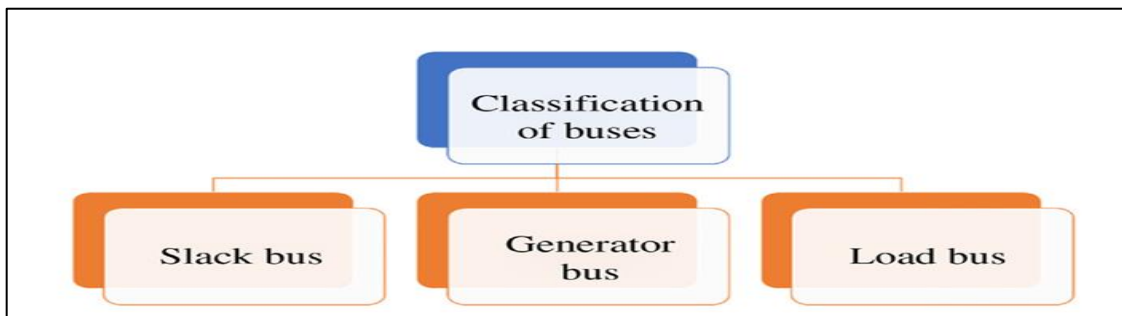 Classification
of buses
Slack bus
Generator
bus
Load bus